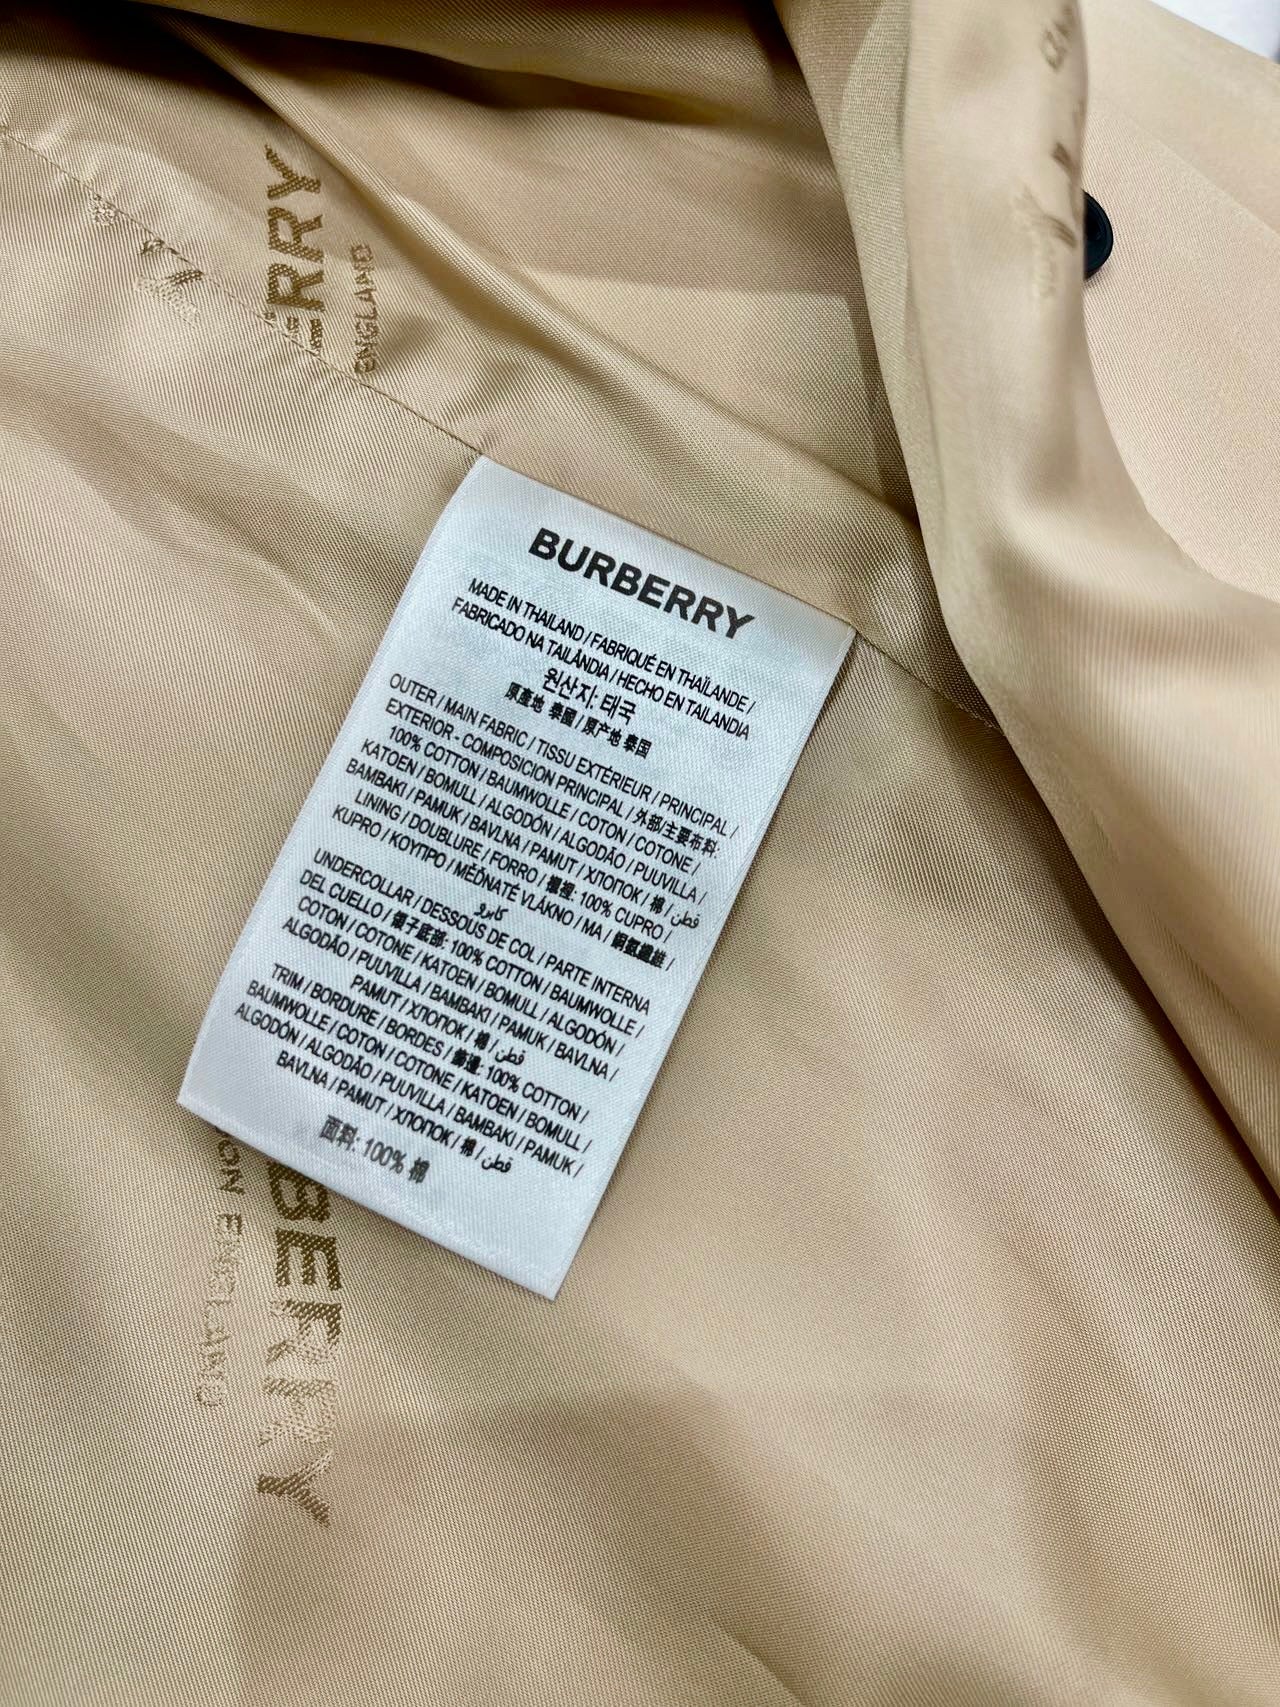 ERRY
ENGLAND
BURBERRY
MADE IN THAILAND / FABRIQUÉ EN THAÏLANDE /
FABRICADO NA TAILÂNDIA / HECHO EN TAILANDIA
원산지: 태국
原產地 泰國 / 原产地 泰国
OUTER / MAIN FABRIC / TISSU EXTÉRIEUR / PRINCIPAL /
EXTERIOR - COMPOSICION PRINCIPAL / 外部/主要布料:
100% COTTON / BAUMWOLLE / COTON / COTONE /
KATOEN / BOMULL / ALGODÓN / ALGODÃO / PUUVILLA /
BAMBAKI / PAMUK / BAVLNA / PAMUT / ХЛОПОК / 棉 / قطن
LINING / DOUBLURE / FORRO / 襯裡: 100% CUPRO /
KUPRO / ΚΟΥΠΡΟ / MĚĎNATÉ VLÁKNO / MA / 銅氨纖維 /
كابرو
UNDERCOLLAR / DESSOUS DE COL / PARTE INTERNA
DEL CUELLO / 領子底部: 100% COTTON / BAUMWOLLE /
COTON / COTONE / KATOEN / BOMULL / ALGODÓN /
ALGODÃO / PUUVILLA / BAMBAKI / PAMUK / BAVLNA /
PAMUT / ХЛОПОК / 棉 / قطن
TRIM / BORDURE / BORDES / 飾邊: 100% COTTON /
BAUMWOLLE / COTON / COTONE / KATOEN / BOMULL /
ALGODÓN / ALGODÃO / PUUVILLA / BAMBAKI / PAMUK /
BAVLNA / PAMUT / ХЛОПОК / 棉 / قطن
面料: 100% 棉
BERRY
ON ENGLAND